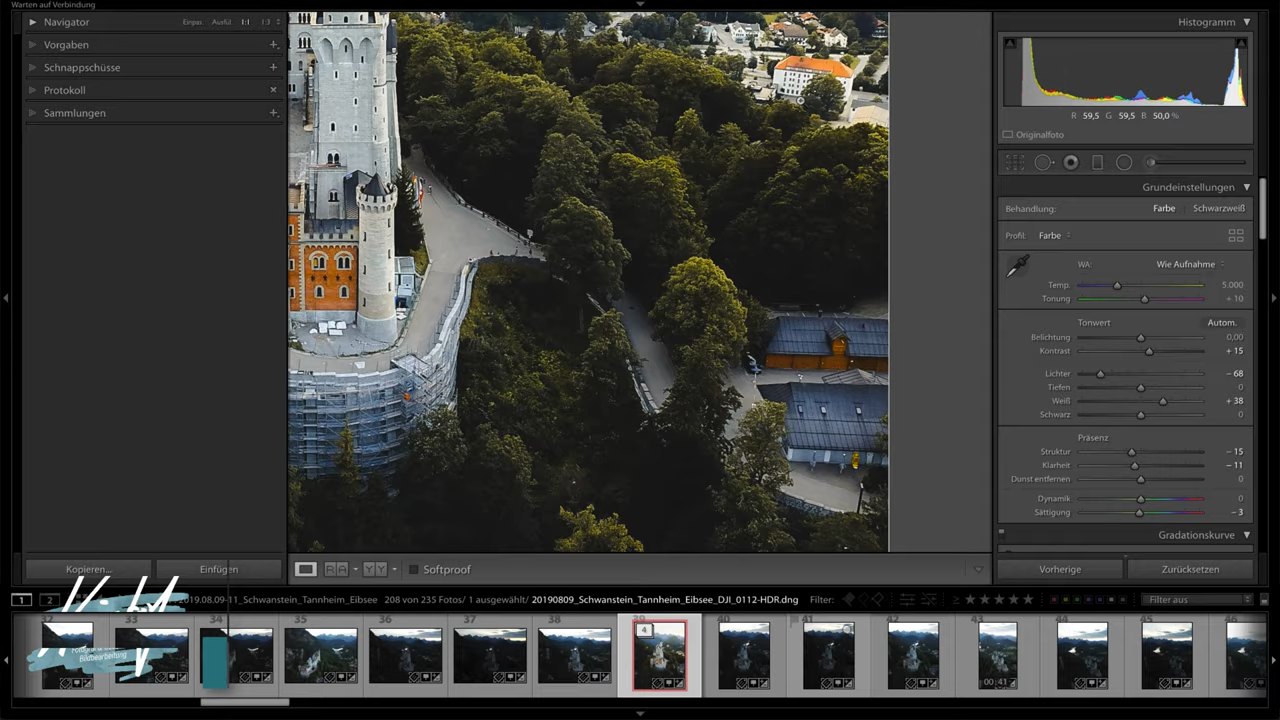 Warten auf Verbindung
Navigator Einpas. Ausfül. 1:1 1:3
Vorgaben
Schnappschüsse
Protokoll
Sammlungen
Kopieren... Einfügen
Softproof
Histogramm
R 59,5 G 59,5 B 50,0 %
Originalfoto
Grundeinstellungen
Behandlung: Farbe Schwarzweiß
Profil: Farbe
WA: Wie Aufnahme
Temp. 5.000
Tonung + 10
Tonwert Autom.
Belichtung 0,00
Kontrast + 15
Lichter - 68
Tiefen 0
Weiß + 38
Schwarz 0
Präsenz
Struktur - 15
Klarheit - 11
Dunst entfernen 0
Dynamik 0
Sättigung - 3
Gradationskurve
Vorherige Zurücksetzen
1 2 2019.08.09-11_Schwanstein_Tannheim_Eibsee 208 von 235 Fotos/ 1 ausgewählt/ 20190809_Schwanstein_Tannheim_Eibsee_DJI_0112-HDR.dng Filter: Filter aus
32 33 34 35 36 37 38 39 40 41 42 43 44 45 46
4
00:41
Bildbearbeitung